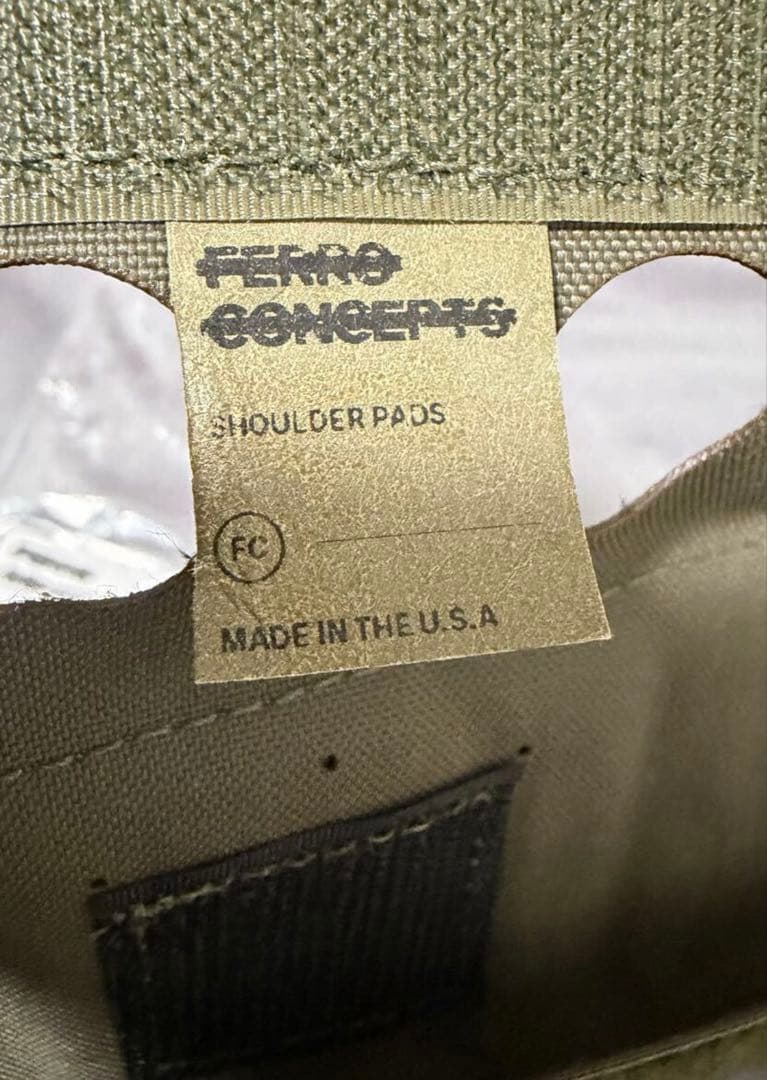 FERRO
CONCEPTS
SHOULDER PADS
FC
MADE IN THE U.S.A